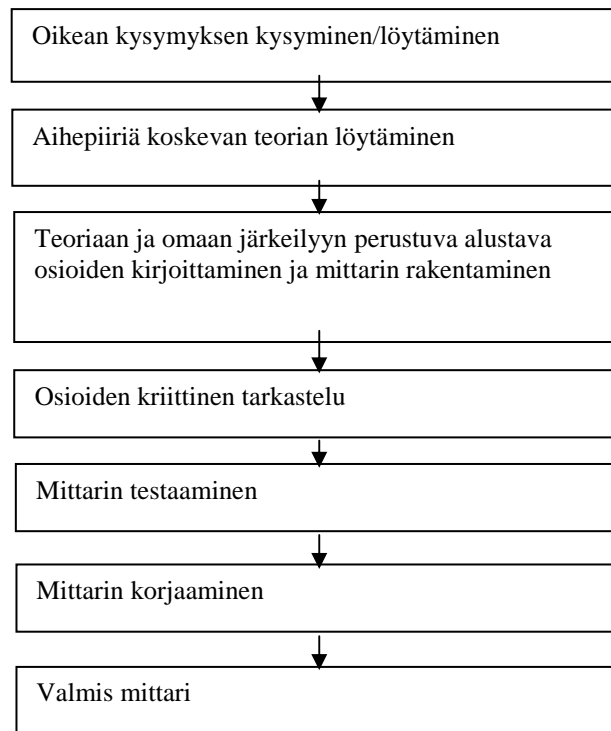 Oikean kysymyksen kysyminen/löytäminen
Aihepiiriä koskevan teorian löytäminen
Teoriaan ja omaan järkeilyyn perustuva alustava
osioiden kirjoittaminen ja mittarin rakentaminen
Osioiden kriittinen tarkastelu
Mittarin testaaminen
Mittarin korjaaminen
Valmis mittari